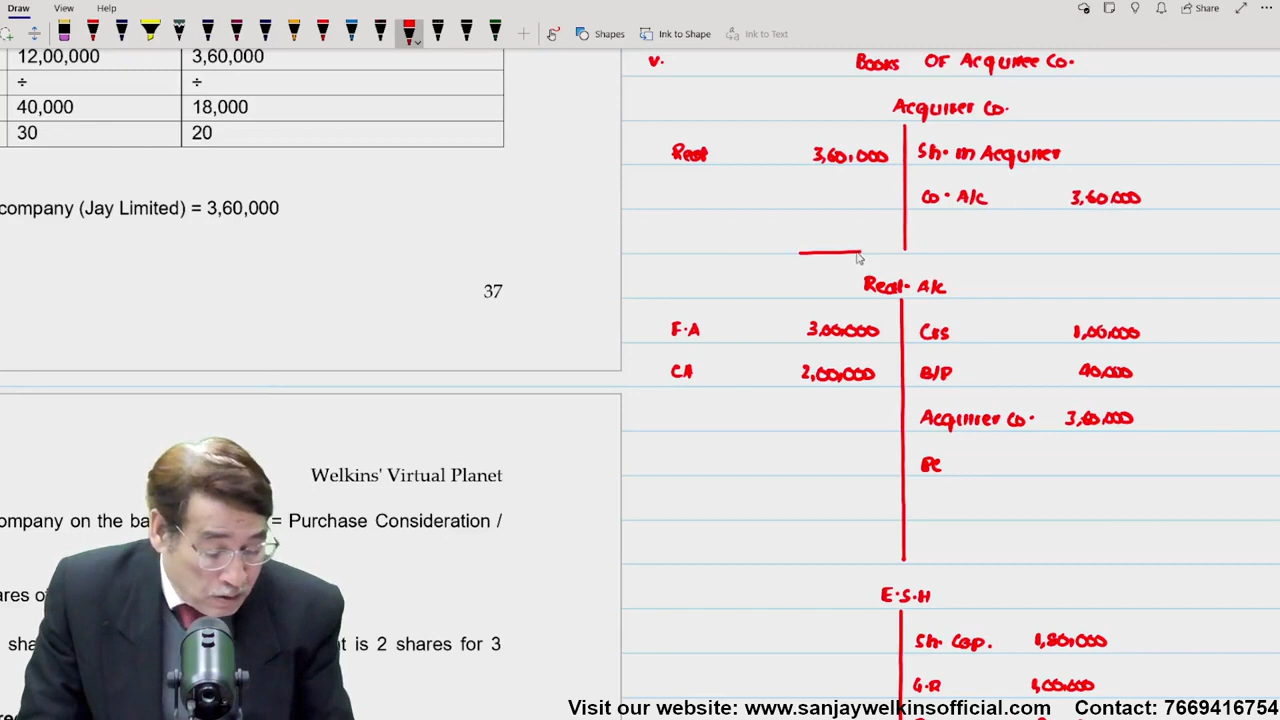 Draw View Help
Shapes Ink to Shape Ink to Text Share
12,00,000 3,60,000
÷ ÷
40,000 18,000
30 20
company (Jay Limited) = 3,60,000
37
Welkins' Virtual Planet
ompany on the ba = Purchase Consideration /
ares of
sha t is 2 shares for 3
v. Books OF Acquiree Co.
Acquirer Co.
Real 3,60,000 Sh. in Acquirer
Co. A/c 3,60,000
Real. A/c
F.A 3,00,000 Crs 1,00,000
CA 2,00,000 B/P 40,000
Acquirer Co. 3,60,000
E.S.H
Sh. Cap. 1,80,000
G.R 1,00,000
Visit our website: www.sanjaywelkinsofficial.com Contact: 7669416754